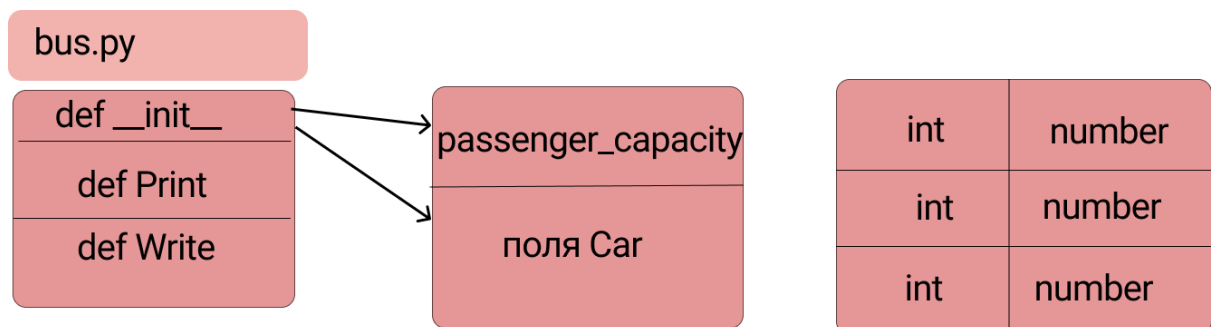 bus.py
def __init__
def Print
def Write
passenger_capacity
поля Car
int number
int number
int number